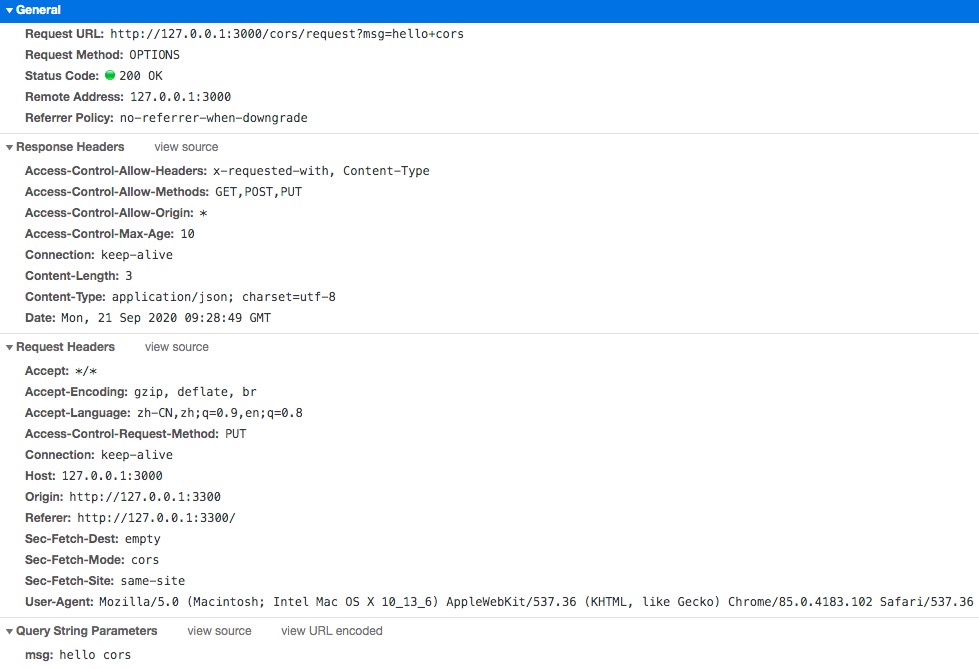 General
Request URL: http://127.0.0.1:3000/cors/request?msg=hello+cors
Request Method: OPTIONS
Status Code: 200 OK
Remote Address: 127.0.0.1:3000
Referrer Policy: no-referrer-when-downgrade
Response Headers view source
Access-Control-Allow-Headers: x-requested-with, Content-Type
Access-Control-Allow-Methods: GET,POST,PUT
Access-Control-Allow-Origin: *
Access-Control-Max-Age: 10
Connection: keep-alive
Content-Length: 3
Content-Type: application/json; charset=utf-8
Date: Mon, 21 Sep 2020 09:28:49 GMT
Request Headers view source
Accept: */*
Accept-Encoding: gzip, deflate, br
Accept-Language: zh-CN,zh;q=0.9,en;q=0.8
Access-Control-Request-Method: PUT
Connection: keep-alive
Host: 127.0.0.1:3000
Origin: http://127.0.0.1:3300
Referer: http://127.0.0.1:3300/
Sec-Fetch-Dest: empty
Sec-Fetch-Mode: cors
Sec-Fetch-Site: same-site
User-Agent: Mozilla/5.0 (Macintosh; Intel Mac OS X 10_13_6) AppleWebKit/537.36 (KHTML, like Gecko) Chrome/85.0.4183.102 Safari/537.36
Query String Parameters view source view URL encoded
msg: hello cors